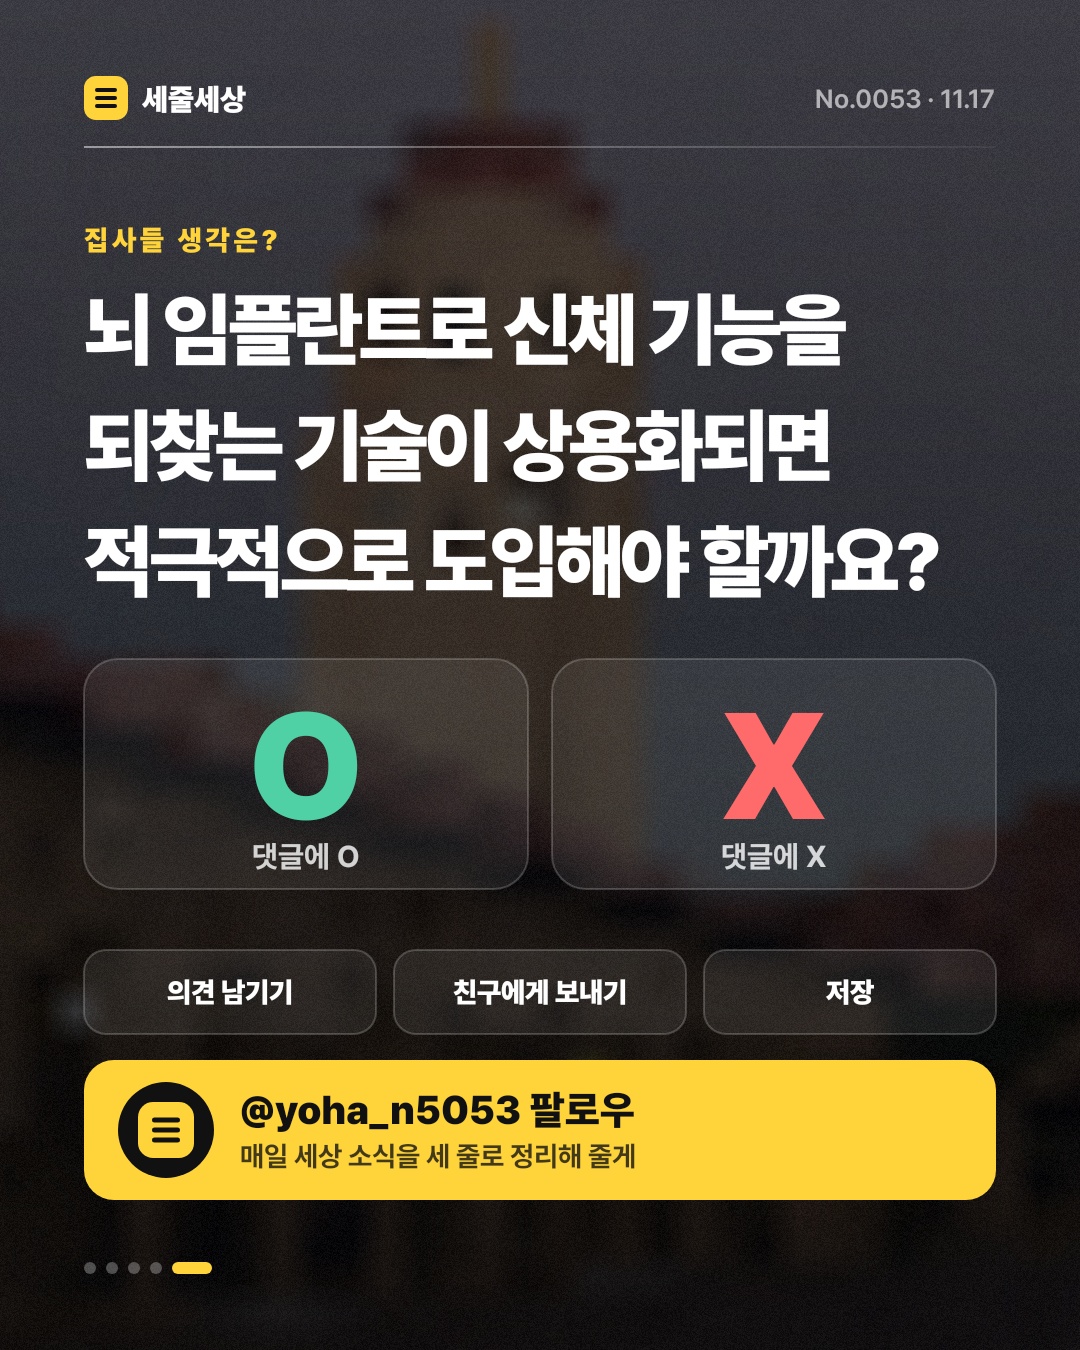 세줄세상
No.0053 · 11.17
집사들 생각은?
뇌 임플란트로 신체 기능을
되찾는 기술이 상용화되면
적극적으로 도입해야 할까요?
O
댓글에 O
X
댓글에 X
의견 남기기
친구에게 보내기
저장
@yoha_n5053 팔로우
매일 세상 소식을 세 줄로 정리해 줄게